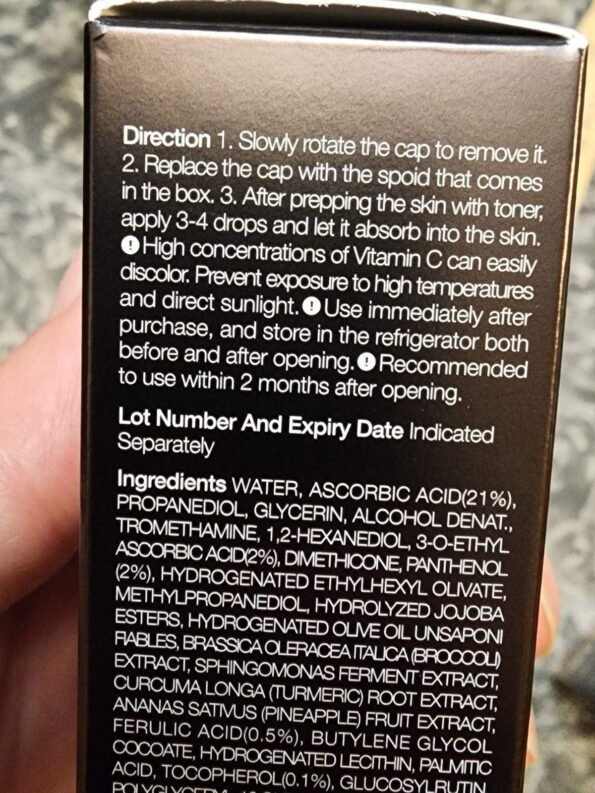 Direction 1. Slowly rotate the cap to remove it.
2. Replace the cap with the spoid that comes
in the box. 3. After prepping the skin with toner,
apply 3-4 drops and let it absorb into the skin.
! High concentrations of Vitamin C can easily
discolor. Prevent exposure to high temperatures
and direct sunlight. ! Use immediately after
purchase, and store in the refrigerator both
before and after opening. ! Recommended
to use within 2 months after opening.
Lot Number And Expiry Date Indicated
Separately
Ingredients WATER, ASCORBIC ACID(21%),
PROPANEDIOL, GLYCERIN, ALCOHOL DENAT.,
TROMETHAMINE, 1,2-HEXANEDIOL, 3-O-ETHYL
ASCORBIC ACID(2%), DIMETHICONE, PANTHENOL
(2%), HYDROGENATED ETHYLHEXYL OLIVATE,
METHYLPROPANEDIOL, HYDROLYZED JOJOBA
ESTERS, HYDROGENATED OLIVE OIL UNSAPONI
FIABLES, BRASSICA OLERACEA ITALICA (BROCCOLI)
EXTRACT, SPHINGOMONAS FERMENT EXTRACT,
CURCUMA LONGA (TURMERIC) ROOT EXTRACT,
ANANAS SATIVUS (PINEAPPLE) FRUIT EXTRACT,
FERULIC ACID(0.5%), BUTYLENE GLYCOL
COCOATE, HYDROGENATED LECITHIN, PALMITIC
ACID, TOCOPHEROL(0.1%), GLUCOSYLRUTIN,